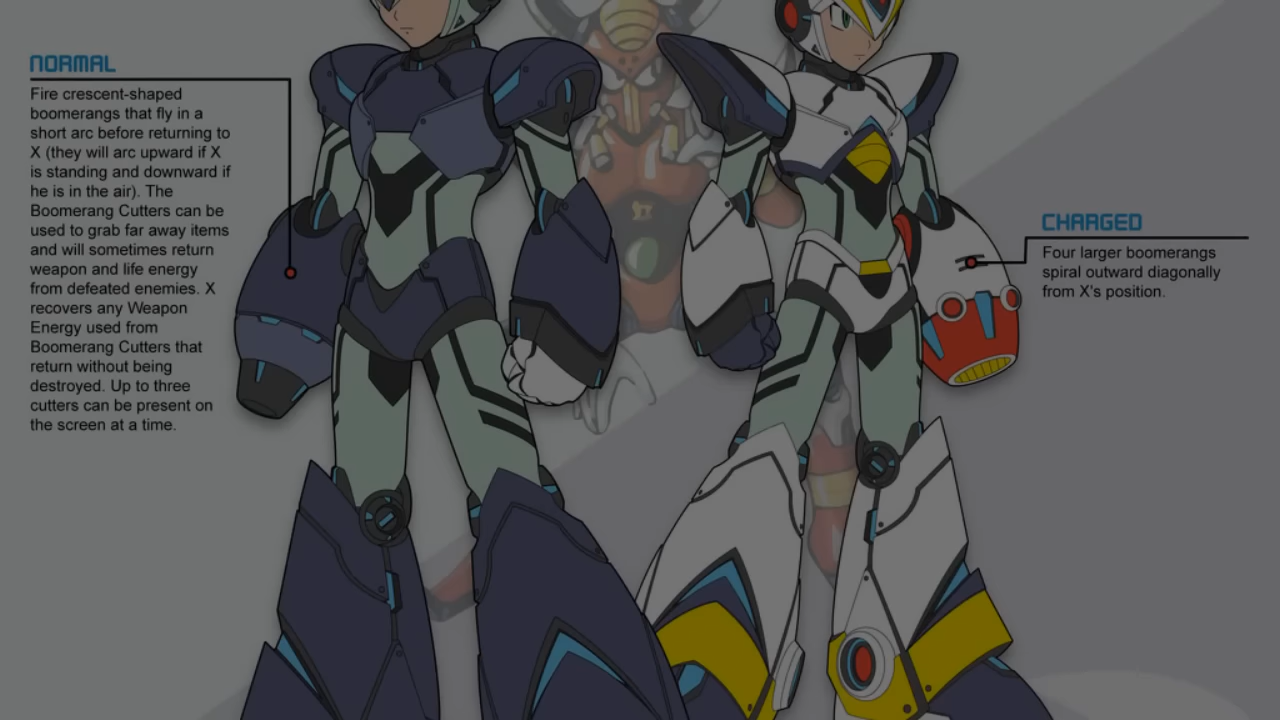 NORMAL
Fire crescent-shaped
boomerangs that fly in a
short arc before returning to
X (they will arc upward if X
is standing and downward if
he is in the air). The
Boomerang Cutters can be
used to grab far away items
and will sometimes return
weapon and life energy
from defeated enemies. X
recovers any Weapon
Energy used from
Boomerang Cutters that
return without being
destroyed. Up to three
cutters can be present on
the screen at a time.
CHARGED
Four larger boomerangs
spiral outward diagonally
from X's position.